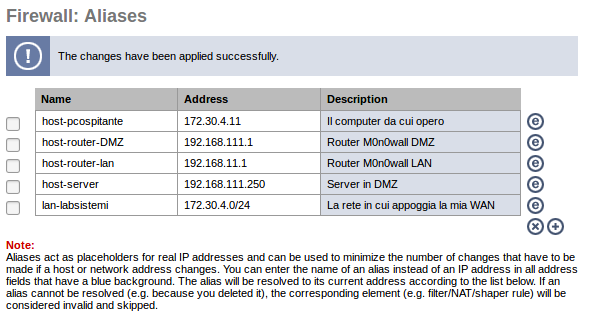 Firewall: Aliases
The changes have been applied successfully.
Name Address Description
host-pcospitante 172.30.4.11 Il computer da cui opero
host-router-DMZ 192.168.111.1 Router M0n0wall DMZ
host-router-lan 192.168.11.1 Router M0n0wall LAN
host-server 192.168.111.250 Server in DMZ
lan-labsistemi 172.30.4.0/24 La rete in cui appoggia la mia WAN
Note:
Aliases act as placeholders for real IP addresses and can be used to minimize the number of changes that have to be
made if a host or network address changes. You can enter the name of an alias instead of an IP address in all address
fields that have a blue background. The alias will be resolved to its current address according to the list below. If an
alias cannot be resolved (e.g. because you deleted it), the corresponding element (e.g. filter/NAT/shaper rule) will be
considered invalid and skipped.